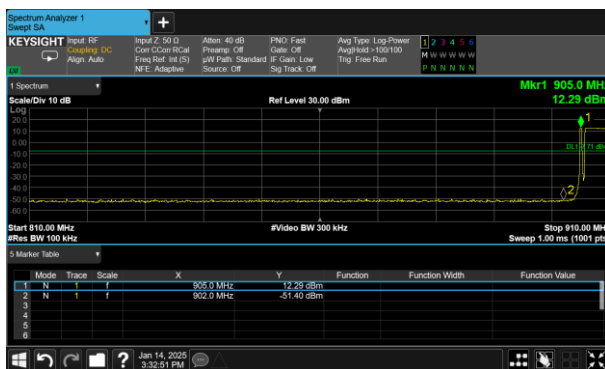 Spectrum Analyzer 1
Swept SA
+
KEYSIGHT Input: RF
Coupling: DC
Align: Auto
Input Z: 50 Ω
Corr CCorr RCal
Freq Ref: Int (S)
NFE: Adaptive
Atten: 40 dB
Preamp: Off
µW Path: Standard
Source: Off
PNO: Fast
Gate: Off
IF Gain: Low
Sig Track: Off
Avg Type: Log-Power
Avg|Hold:>100/100
Trig: Free Run
1 2 3 4 5 6
M W W W W W
P N N N N N
1 Spectrum
Mkr1 905.0 MHz
Scale/Div 10 dB
Ref Level 30.00 dBm
12.29 dBm
Log
20.0
10.0
0.00
-10.0
-20.0
-30.0
-40.0
-50.0
-60.0
1
2
Start 810.00 MHz
#Video BW 300 kHz
Stop 910.00 MHz
#Res BW 100 kHz
Sweep 1.00 ms (1001 pts
5 Marker Table
Mode Trace Scale X Y Function Function Width Function Value
1 N 1 f 905.0 MHz 12.29 dBm
2 N 1 f 902.0 MHz -51.40 dBm
3
4
5
6
?
Jan 14, 2025
3:32:51 PM